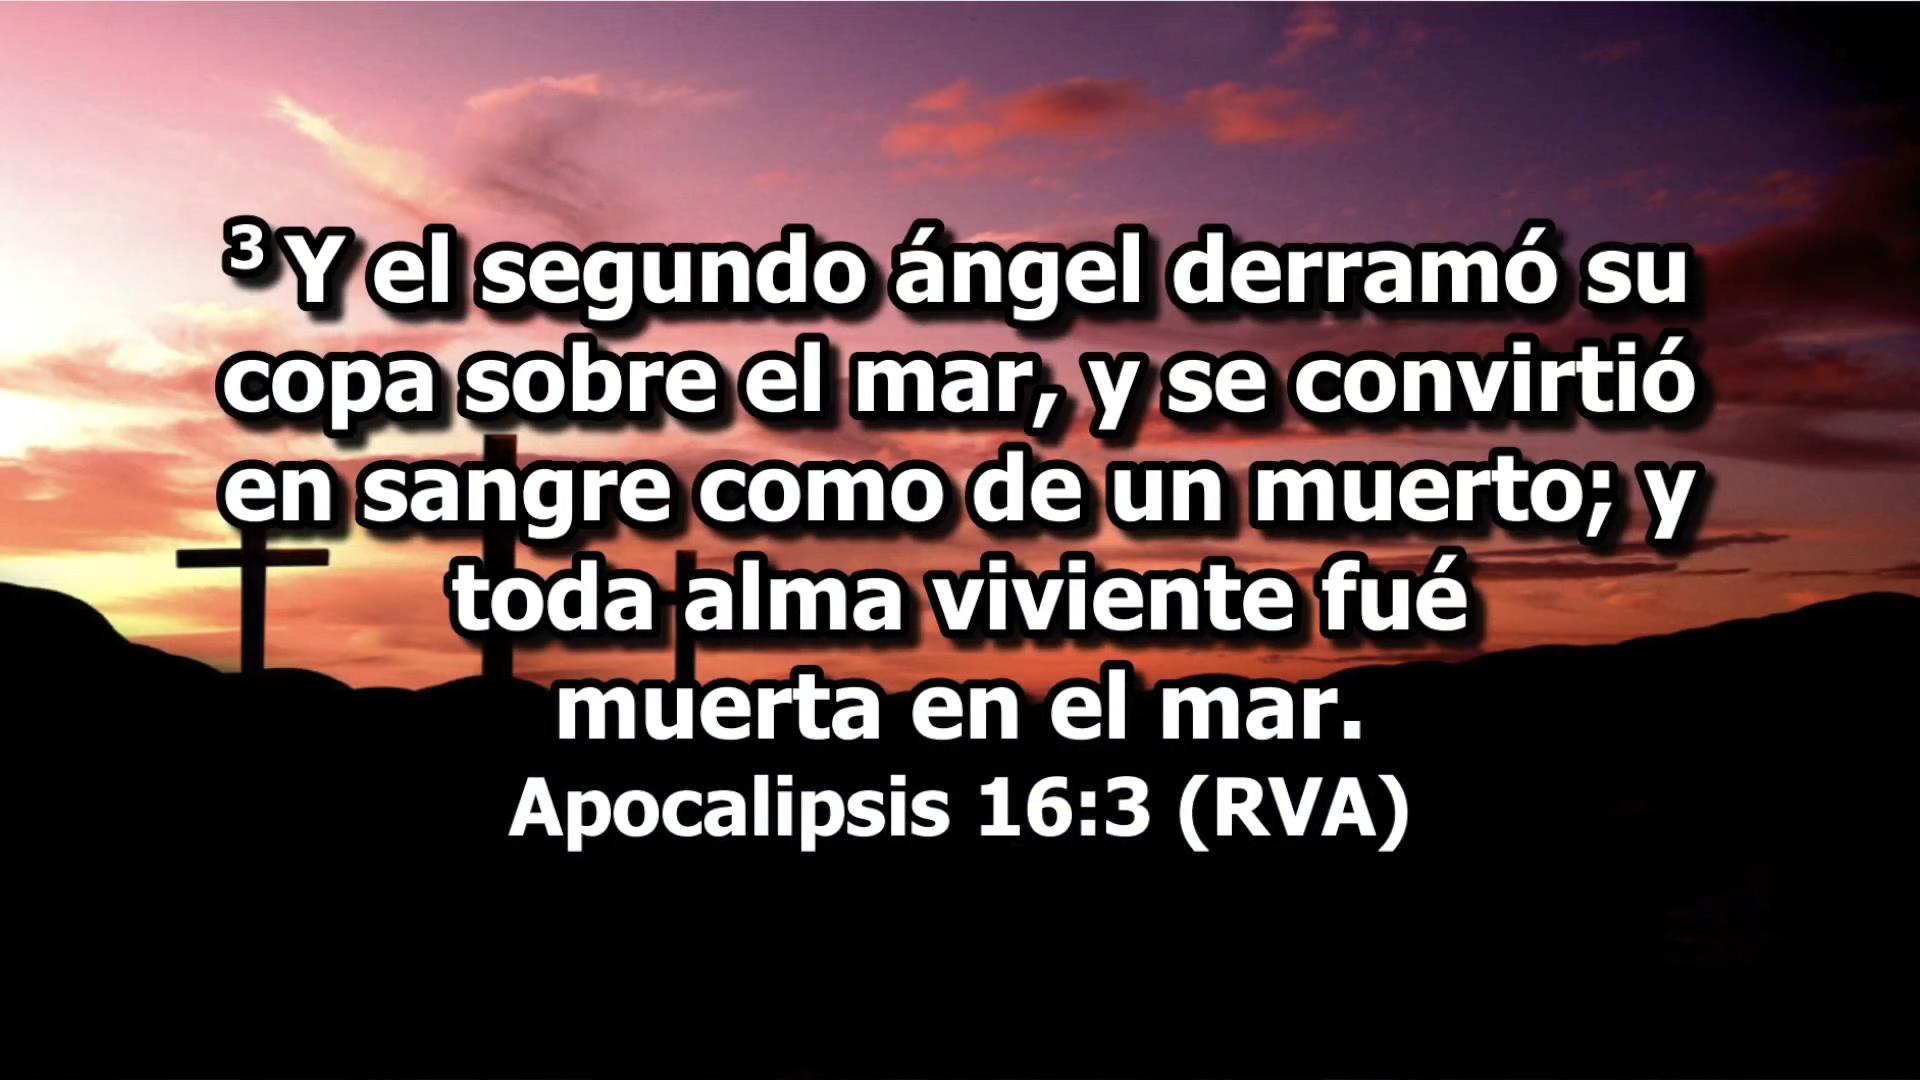 3 Y el segundo ángel derramó su
copa sobre el mar, y se convirtió
en sangre como de un muerto; y
toda alma viviente fué
muerta en el mar.
Apocalipsis 16:3 (RVA)